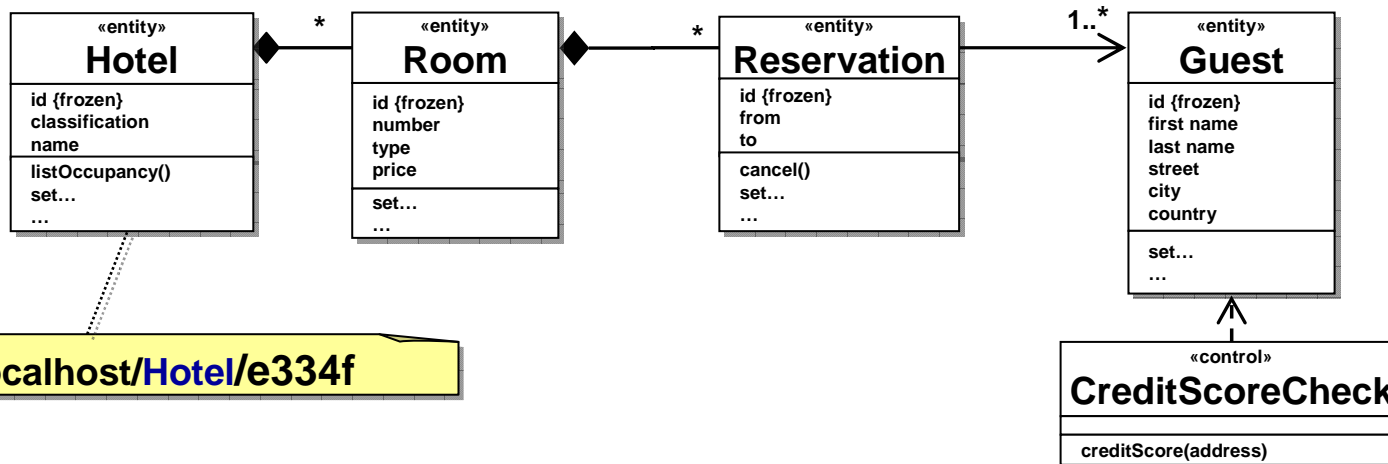 «entity»
Hotel
id {frozen}
classification
name
listOccupancy()
set…
…
*
«entity»
Room
id {frozen}
number
type
price
set…
…
*
«entity»
Reservation
id {frozen}
from
to
cancel()
set…
…
1..*
«entity»
Guest
id {frozen}
first name
last name
street
city
country
set…
…
ocalhost/Hotel/e334f
«control»
CreditScoreCheck
creditScore(address)